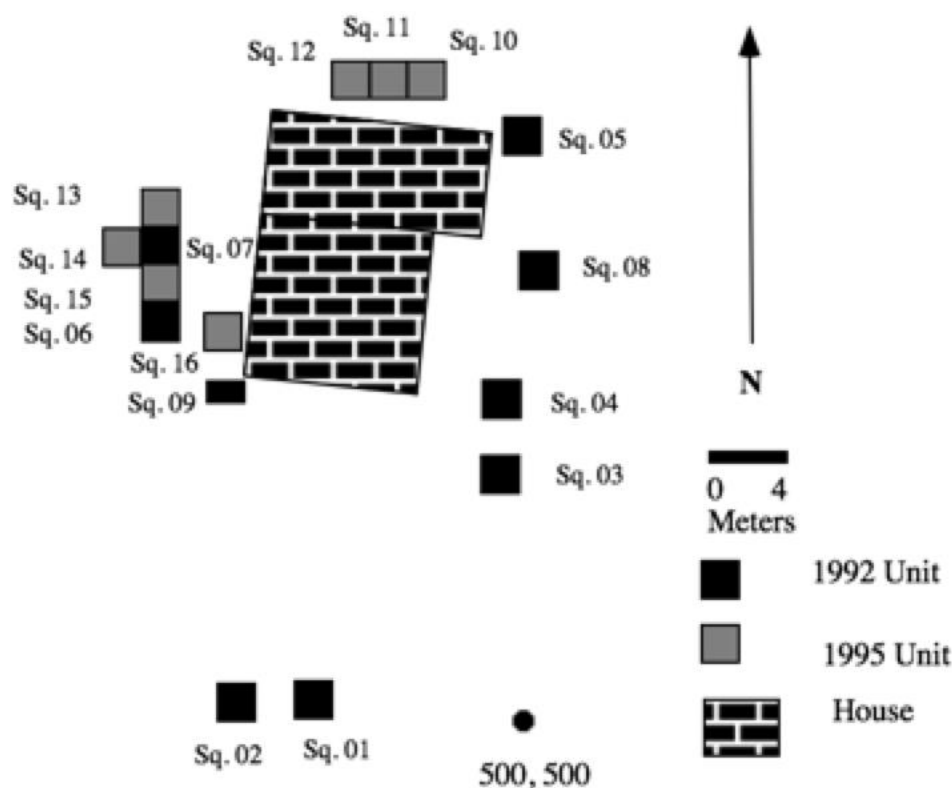 Sq. 12
Sq. 11
Sq. 10
Sq. 05
Sq. 13
Sq. 14
Sq. 07
Sq. 08
Sq. 15
Sq. 06
Sq. 16
Sq. 09
Sq. 04
Sq. 03
N
0 4
Meters
1992 Unit
1995 Unit
House
Sq. 02
Sq. 01
500, 500